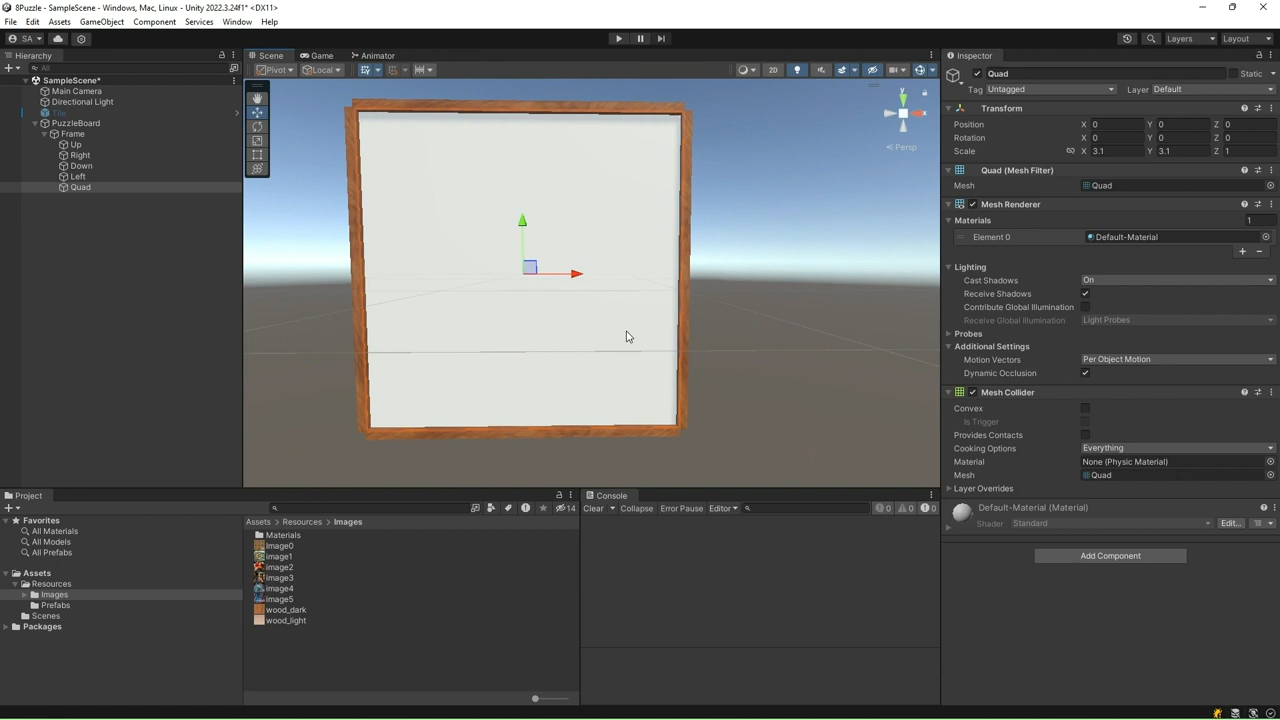 8Puzzle - SampleScene - Windows, Mac, Linux - Unity 2022.3.24f1* <DX11>
File Edit Assets GameObject Component Services Window Help
SA Layers Layout
Hierarchy
All
SampleScene*
Main Camera
Directional Light
Tile
PuzzleBoard
Frame
Up
Right
Down
Left
Quad
Scene Game Animator
Pivot Local 2D
y
x
Persp
Inspector
Quad Static
Tag Untagged Layer Default
Transform
Position X 0 Y 0 Z 0
Rotation X 0 Y 0 Z 0
Scale X 3.1 Y 3.1 Z 1
Quad (Mesh Filter)
Mesh Quad
Mesh Renderer
Materials 1
Element 0 Default-Material
Lighting
Cast Shadows On
Receive Shadows
Contribute Global Illumination
Receive Global Illumination Light Probes
Probes
Additional Settings
Motion Vectors Per Object Motion
Dynamic Occlusion
Mesh Collider
Convex
Is Trigger
Provides Contacts
Cooking Options Everything
Material None (Physic Material)
Mesh Quad
Layer Overrides
Default-Material (Material)
Shader Standard Edit...
Add Component
Project
14
Favorites
All Materials
All Models
All Prefabs
Assets
Resources
Images
Prefabs
Scenes
Packages
Assets > Resources > Images
Materials
image0
image1
image2
image3
image4
image5
wood_dark
wood_light
Console
Clear Collapse Error Pause Editor 0 0 0